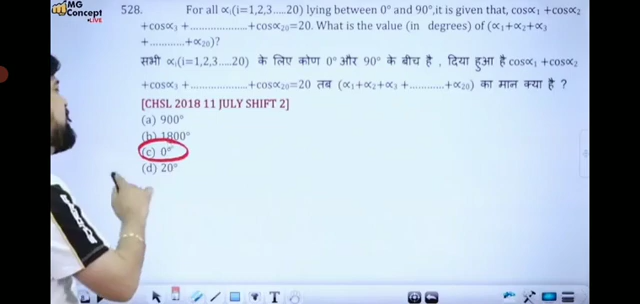 MG Concept LIVE
528. For all ∝ᵢ(i=1,2,3.....20) lying between 0° and 90°,it is given that, cos∝₁ +cos∝₂
+cos∝₃ +.....................+cos∝₂₀=20. What is the value (in degrees) of (∝₁+∝₂+∝₃
+............+∝₂₀)?
सभी ∝ᵢ(i=1,2,3.....20) के लिए कोण 0° और 90° के बीच है , दिया हुआ है cos∝₁ +cos∝₂
+cos∝₃ +.....................+cos∝₂₀=20 तब (∝₁+∝₂+∝₃ +............+∝₂₀) का मान क्या है ?
[CHSL 2018 11 JULY SHIFT 2]
(a) 900°
(b) 1800°
(c) 0°
(d) 20°